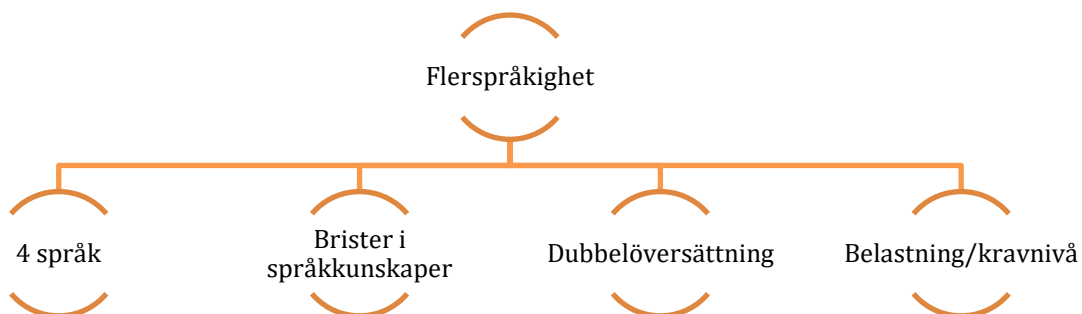 Flerspråkighet
4 språk
Brister i
språkkunskaper
Dubbelöversättning
Belastning/kravnivå